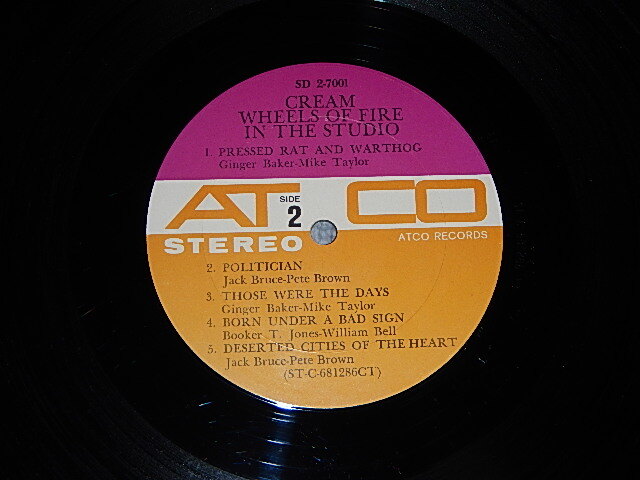 SD 2-7001
CREAM
WHEELS OF FIRE
IN THE STUDIO
1. PRESSED RAT AND WARTHOG
Ginger Baker-Mike Taylor
ATCO
SIDE
2
STEREO
ATCO RECORDS
2. POLITICIAN
Jack Bruce-Pete Brown
3. THOSE WERE THE DAYS
Ginger Baker-Mike Taylor
4. BORN UNDER A BAD SIGN
Booker T. Jones-William Bell
5. DESERTED CITIES OF THE HEART
Jack Bruce-Pete Brown
(ST-C-681286CT)